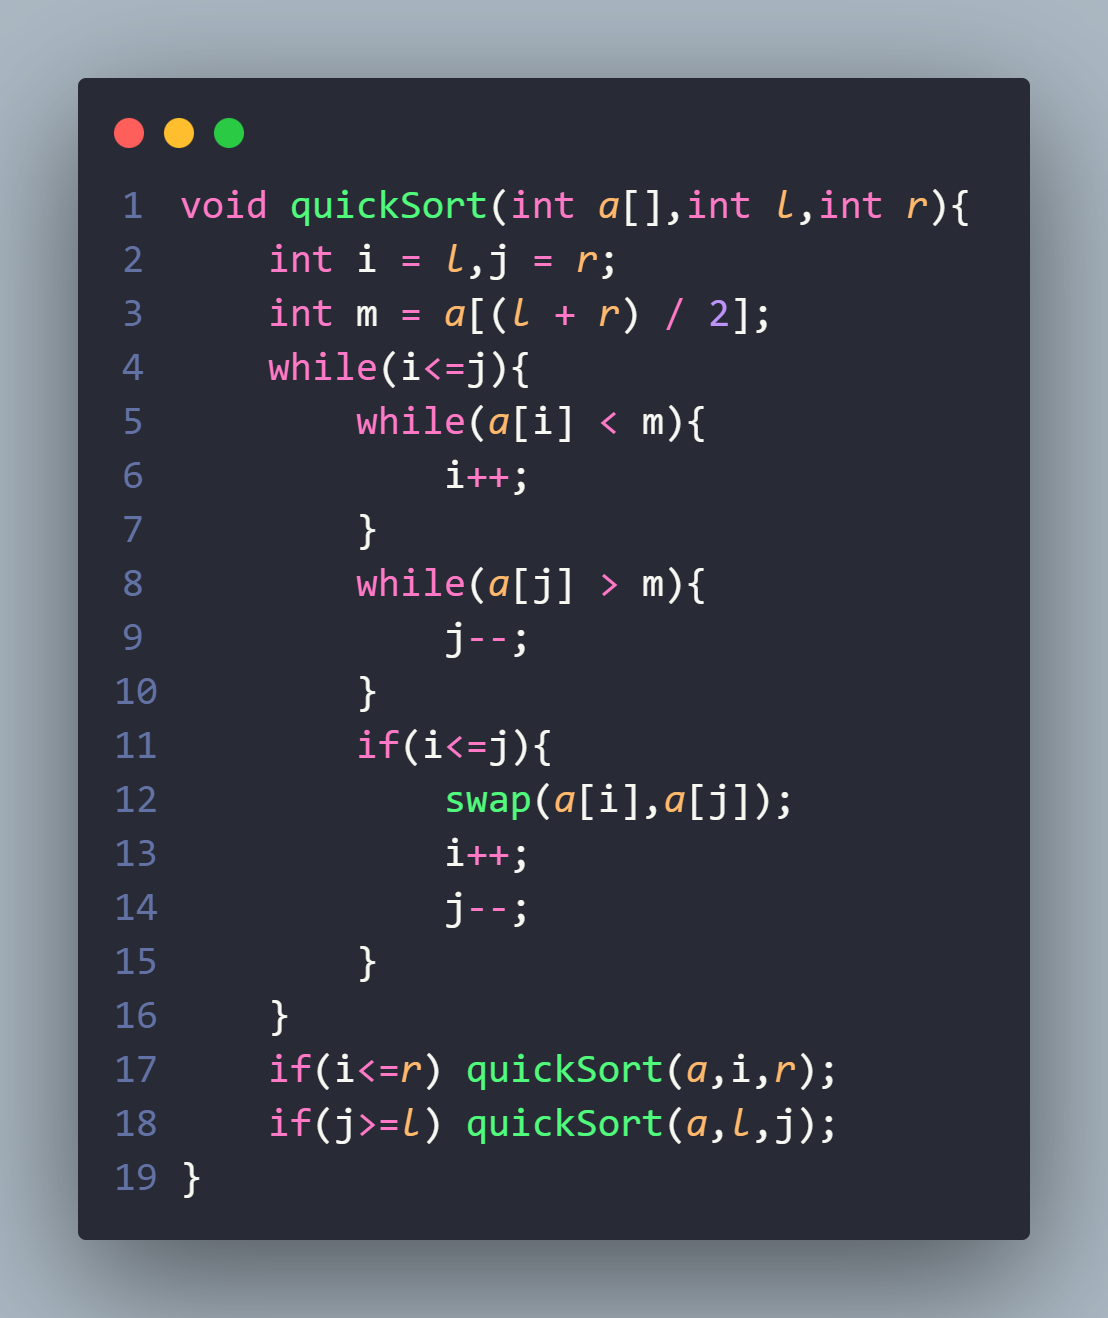 1 void quickSort(int a[],int l,int r){
2     int i = l,j = r;
3     int m = a[(l + r) / 2];
4     while(i<=j){
5         while(a[i] < m){
6             i++;
7         }
8         while(a[j] > m){
9             j--;
10         }
11         if(i<=j){
12             swap(a[i],a[j]);
13             i++;
14             j--;
15         }
16     }
17     if(i<=r) quickSort(a,i,r);
18     if(j>=l) quickSort(a,l,j);
19 }